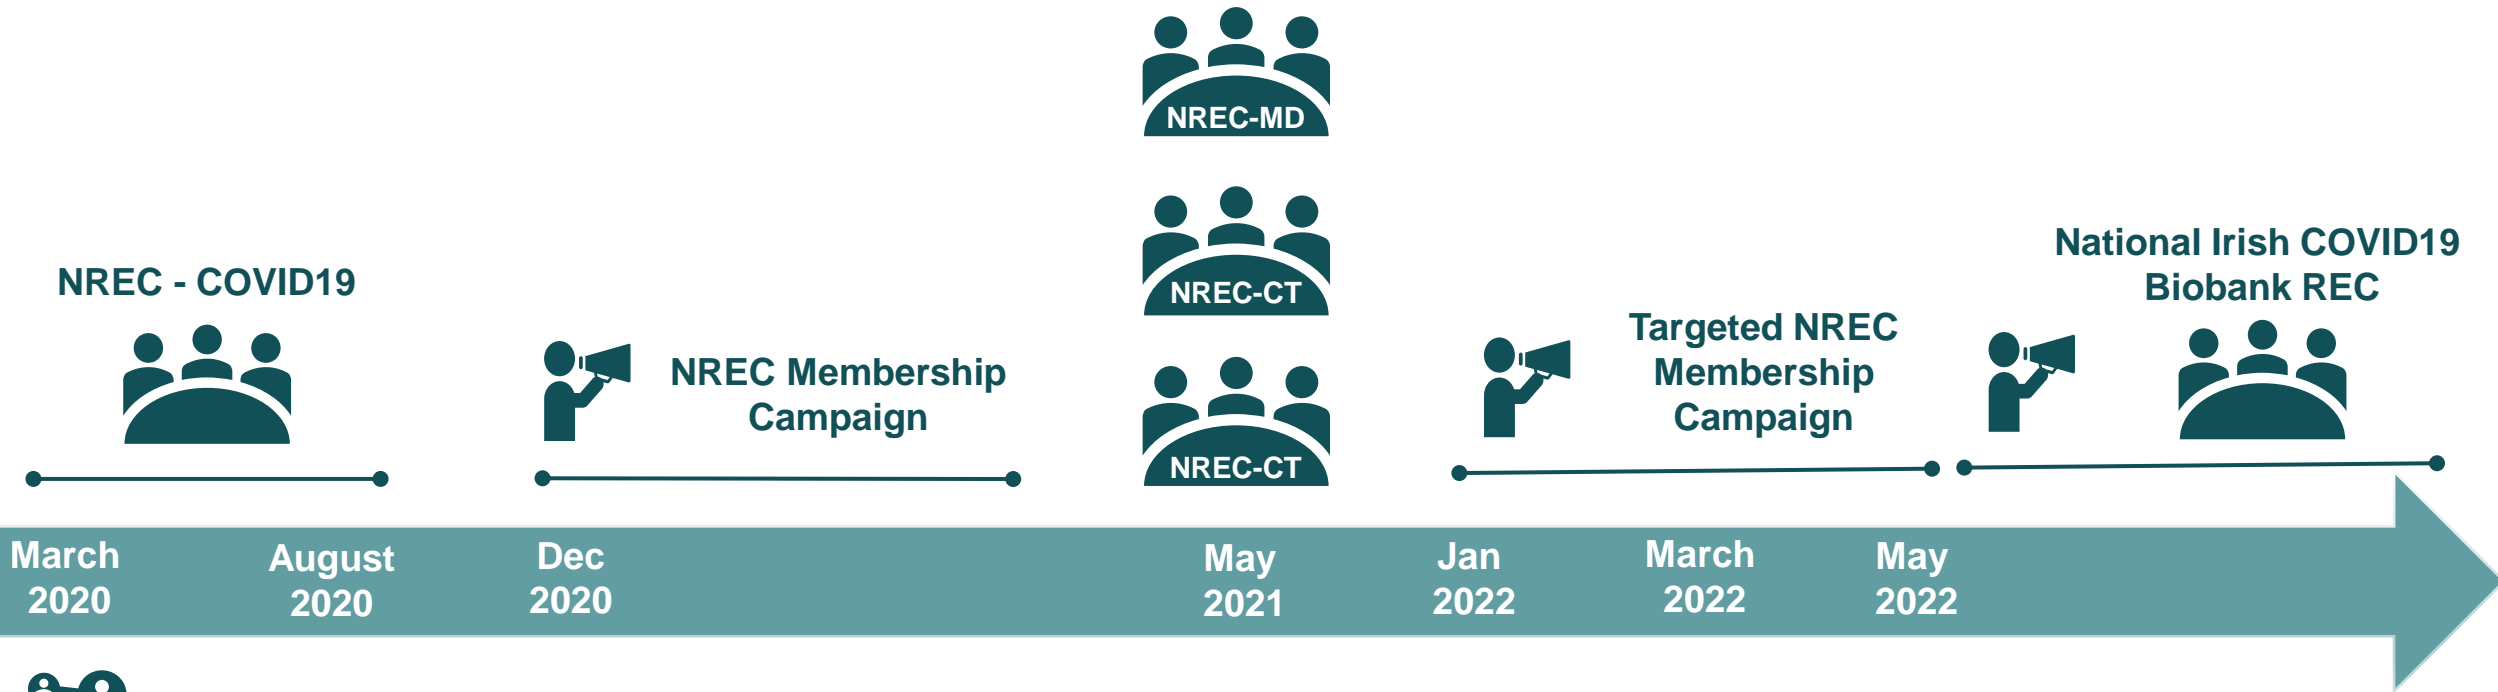 NREC-MD
NREC-CT
NREC-CT
NREC - COVID19
NREC Membership
Campaign
Targeted NREC
Membership
Campaign
National Irish COVID19
Biobank REC
March
2020
August
2020
Dec
2020
May
2021
Jan
2022
March
2022
May
2022